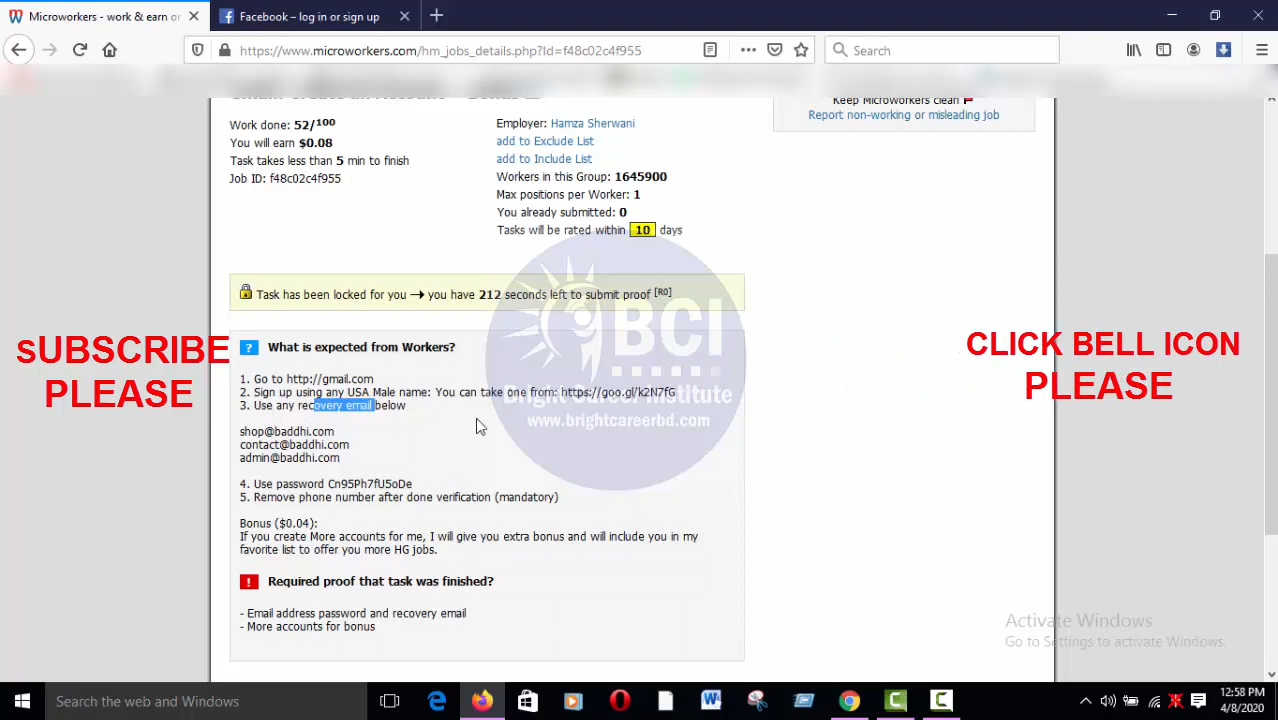 Microworkers - work & earn or
Facebook – log in or sign up
https://www.microworkers.com/hm_jobs_details.php?Id=f48c02c4f955
Search
Work done: 52/100
You will earn $0.08
Task takes less than 5 min to finish
Job ID: f48c02c4f955
Employer: Hamza Sherwani
add to Exclude List
add to Include List
Workers in this Group: 1645900
Max positions per Worker: 1
You already submitted: 0
Tasks will be rated within 10 days
Keep Microworkers clean
Report non-working or misleading job
Task has been locked for you → you have 212 seconds left to submit proof [R0]
What is expected from Workers?
1. Go to http://gmail.com
2. Sign up using any USA Male name: You can take one from: https://goo.gl/k2N7fG
3. Use any recovery email below
shop@baddhi.com
contact@baddhi.com
admin@baddhi.com
4. Use password Cn95Ph7fU5oDe
5. Remove phone number after done verification (mandatory)
Bonus ($0.04):
If you create More accounts for me, I will give you extra bonus and will include you in my
favorite list to offer you more HG jobs.
Required proof that task was finished?
- Email address password and recovery email
- More accounts for bonus
sUBSCRIBE
PLEASE
CLICK BELL ICON
PLEASE
BCI
Bright Career Institute
www.brightcareerbd.com
Activate Windows
Go to Settings to activate Windows.
Search the web and Windows
12:58 PM
4/8/2020